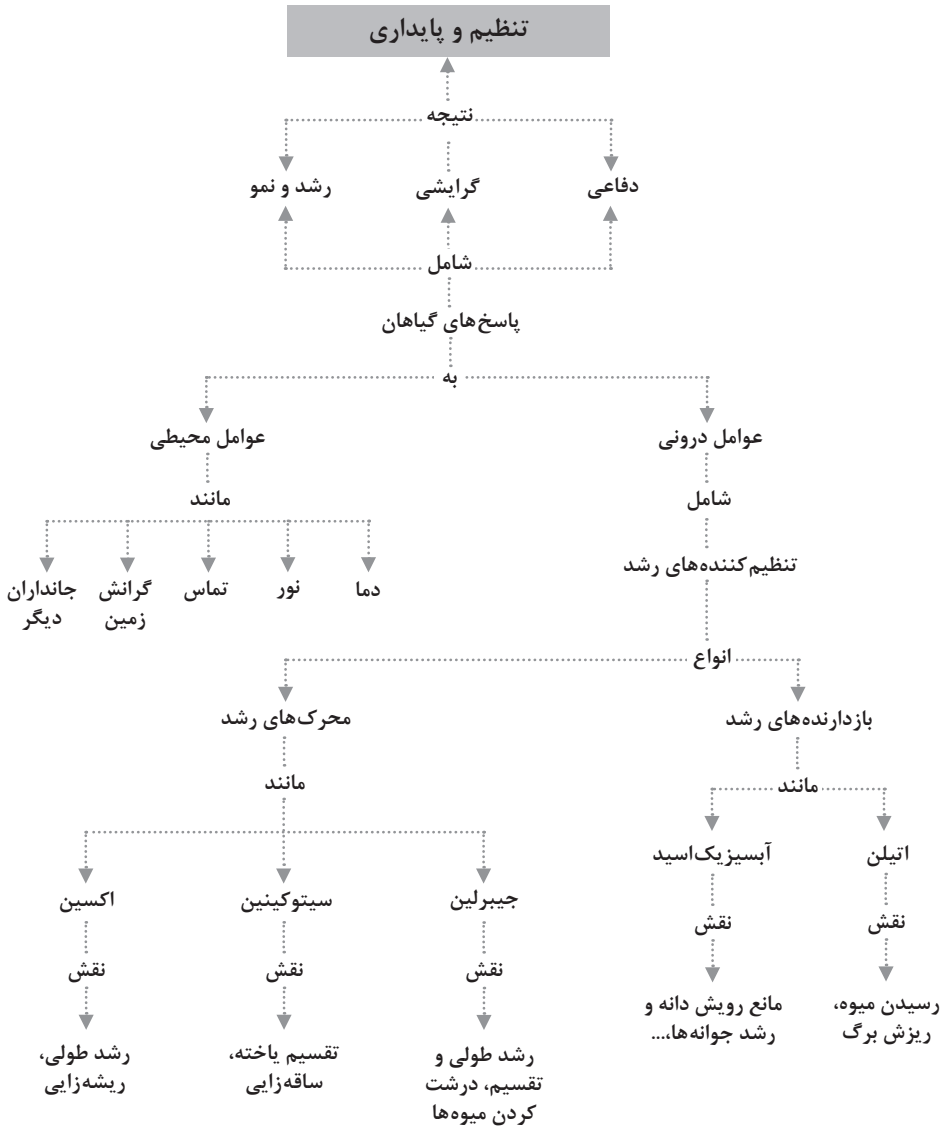 تنظیم و پایداری
نتیجه
دفاعی
گرایشی
رشد و نمو
شامل
پاسخ‌های گیاهان
به
عوامل درونی
عوامل محیطی
شامل
مانند
تنظیم‌کننده‌های رشد
دما
نور
تماس
گرانش
زمین
جانداران
دیگر
انواع
بازدارنده‌های رشد
محرک‌های رشد
مانند
مانند
اتیلن
آبسیزیک‌اسید
جیبرلین
سیتوکینین
اکسین
نقش
نقش
نقش
نقش
نقش
رسیدن میوه،
ریزش برگ
مانع رویش دانه و
رشد جوانه‌ها،...
رشد طولی و
تقسیم، درشت
کردن میوه‌ها
تقسیم یاخته،
ساقه‌زایی
رشد طولی،
ریشه‌زایی